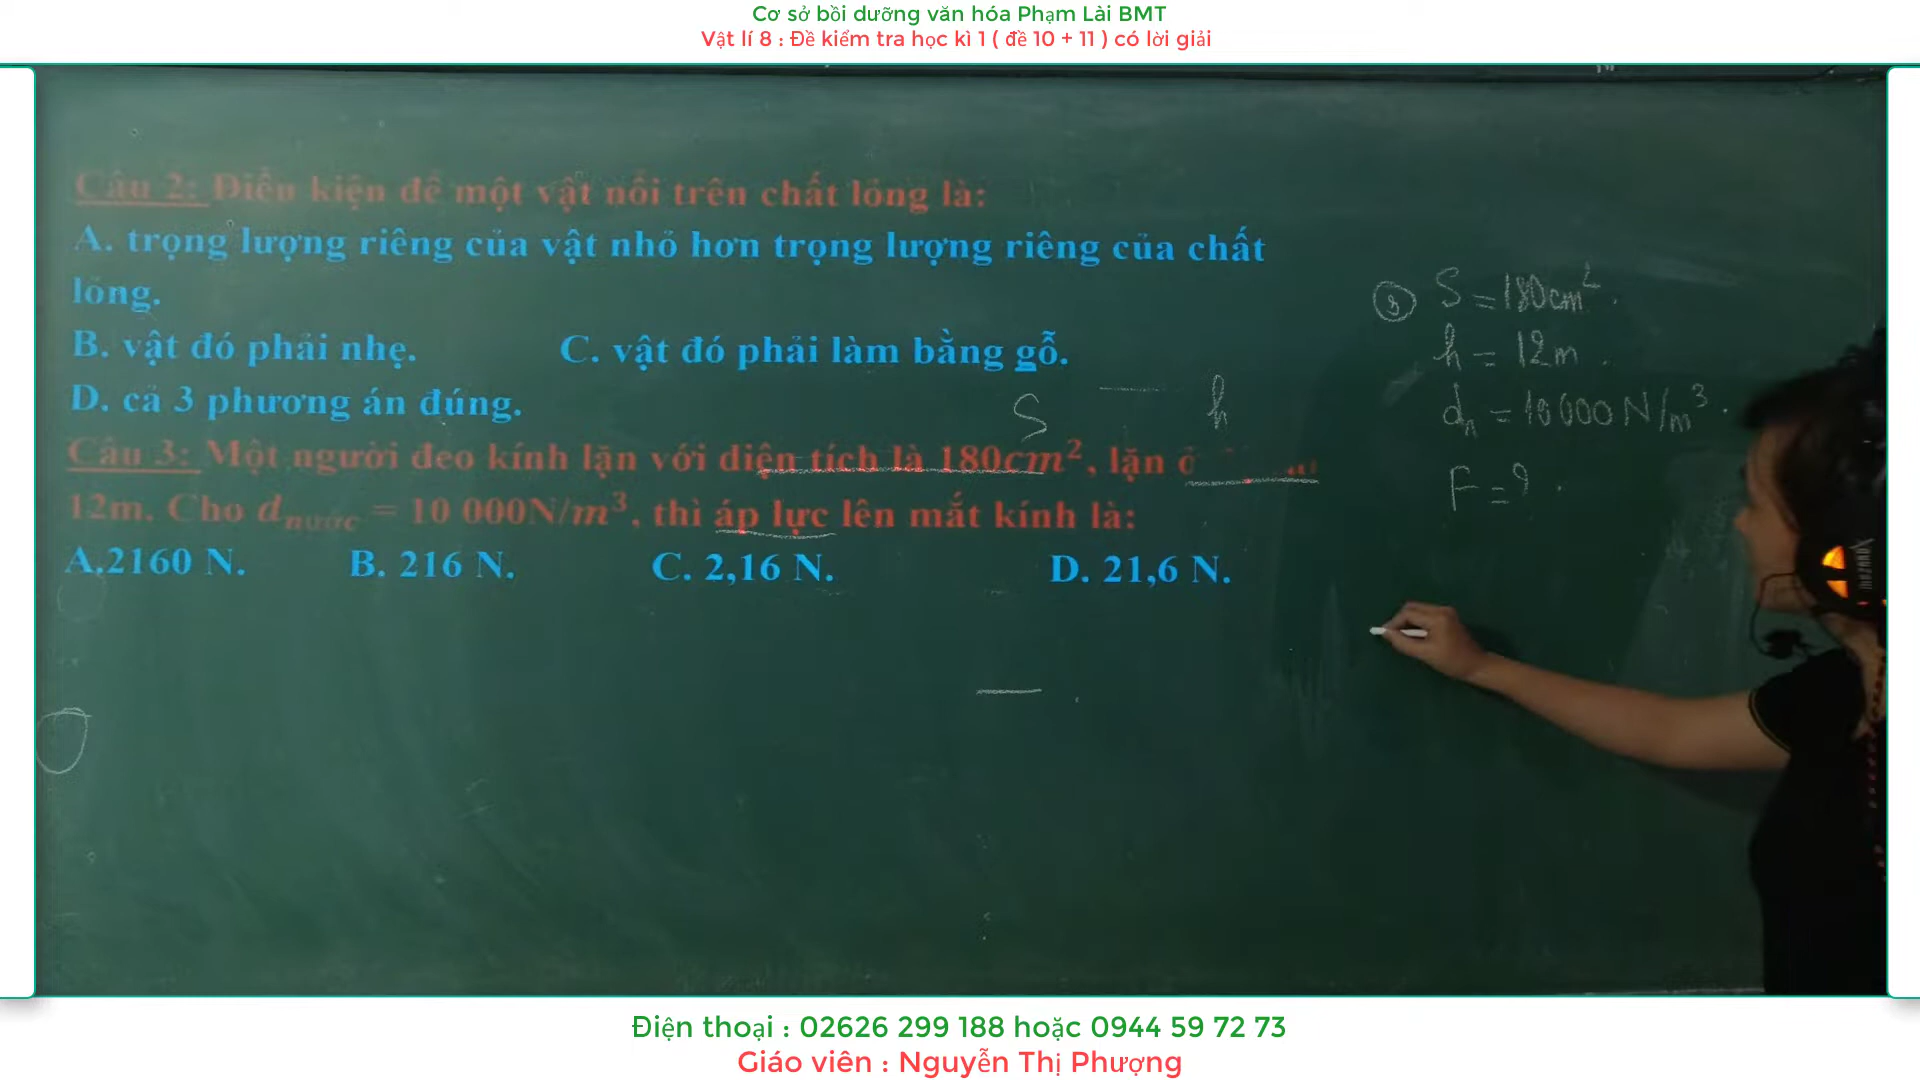 Cơ sở bồi dưỡng văn hóa Phạm Lài BMT
Vật lí 8 : Đề kiểm tra học kì 1 ( đề 10 + 11 ) có lời giải
Câu 2: Điều kiện để một vật nổi trên chất lỏng là:
A. trọng lượng riêng của vật nhỏ hơn trọng lượng riêng của chất
lỏng.
B. vật đó phải nhẹ. C. vật đó phải làm bằng gỗ.
D. cả 3 phương án đúng.
S h
Câu 3: Một người đeo kính lặn với diện tích là 180cm², lặn ở
12m. Cho d_nước = 10 000N/m³, thì áp lực lên mắt kính là:
A.2160 N. B. 216 N. C. 2,16 N. D. 21,6 N.
3 S = 180cm².
h = 12m.
dn = 10000N/m³.
F = ?.
Điện thoại : 02626 299 188 hoặc 0944 59 72 73
Giáo viên : Nguyễn Thị Phượng